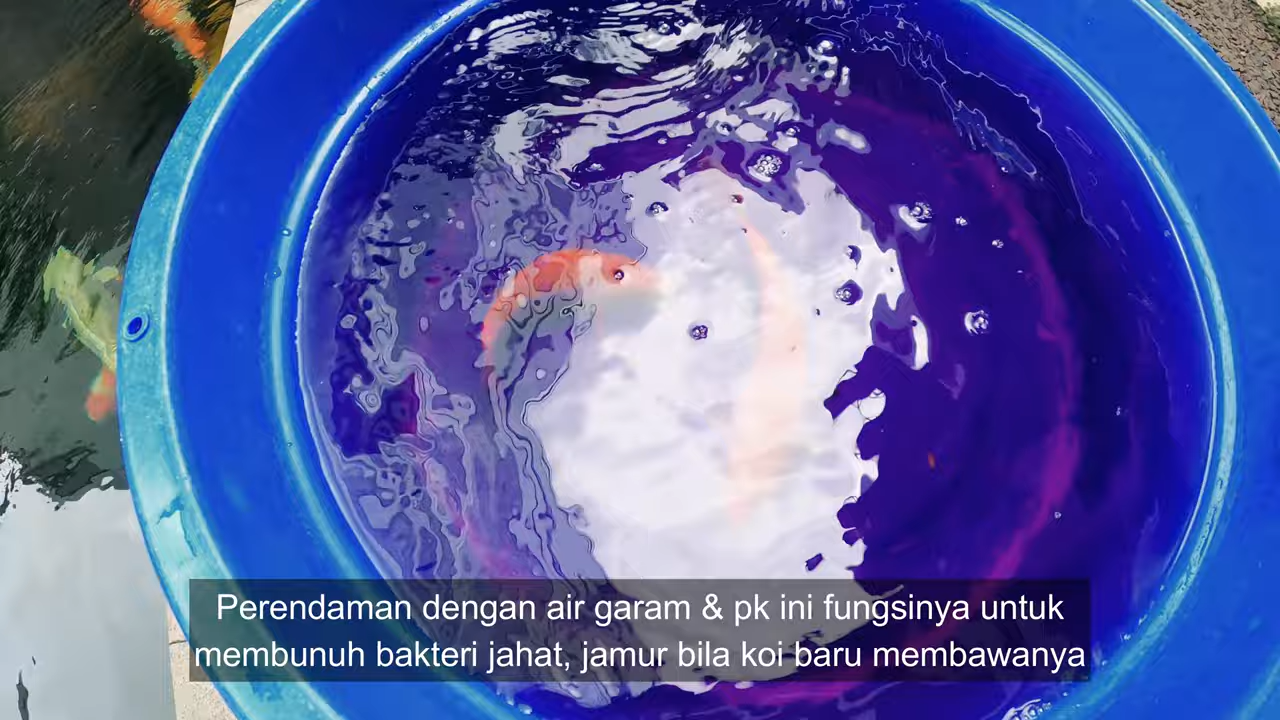 Perendaman dengan air garam & pk ini fungsinya untuk
membunuh bakteri jahat, jamur bila koi baru membawanya